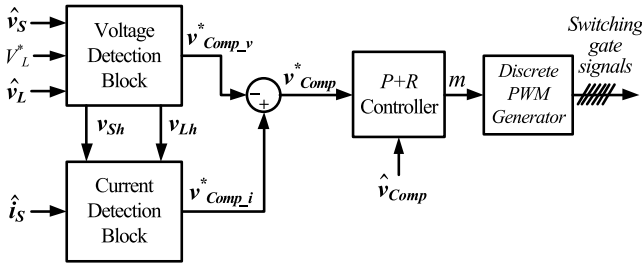 v̂S
V*L
v̂L
Voltage
Detection
Block
v*Comp_v
vSh
vLh
îS
Current
Detection
Block
v*Comp_i
-
+
v*Comp
P+R
Controller
v̂Comp
m
Discrete
PWM
Generator
Switching
gate
signals